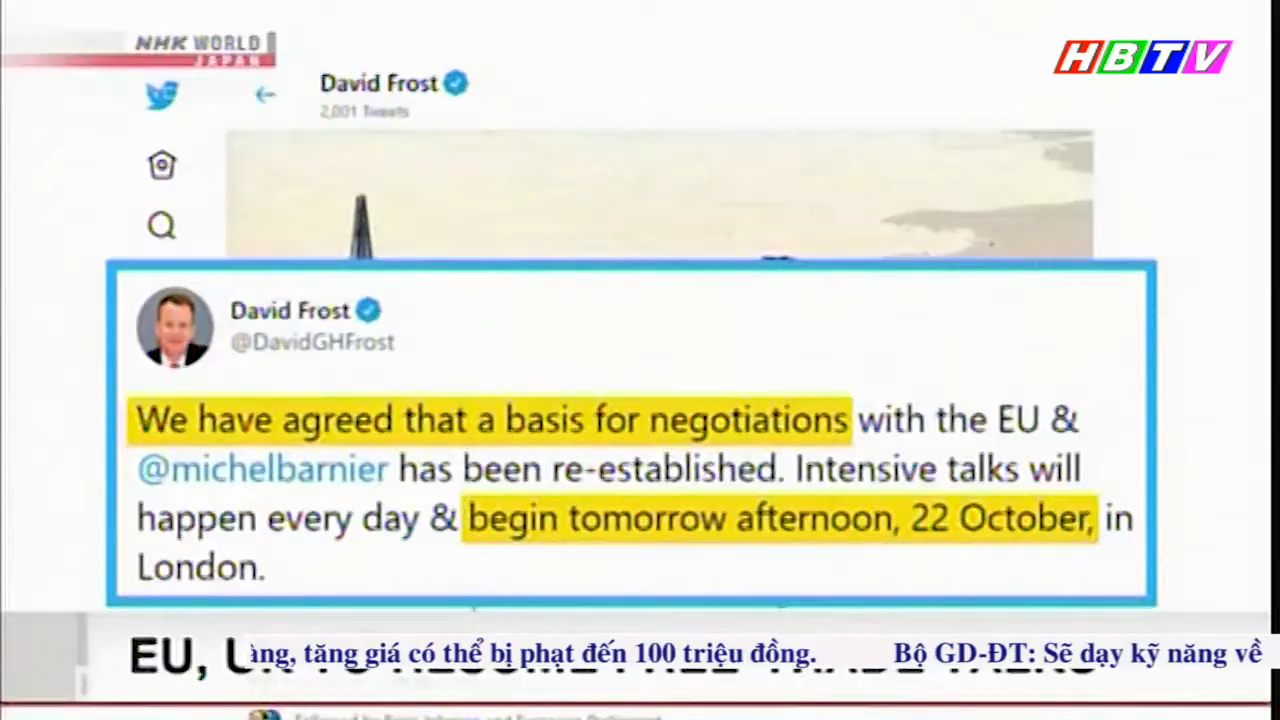 NHK WORLD
JAPAN
HBTV
David Frost
2,001 Tweets
David Frost
@DavidGHFrost
We have agreed that a basis for negotiations with the EU &
@michelbarnier has been re-established. Intensive talks will
happen every day & begin tomorrow afternoon, 22 October, in
London.
EU,
àng, tăng giá có thể bị phạt đến 100 triệu đồng. Bộ GD-ĐT: Sẽ dạy kỹ năng về